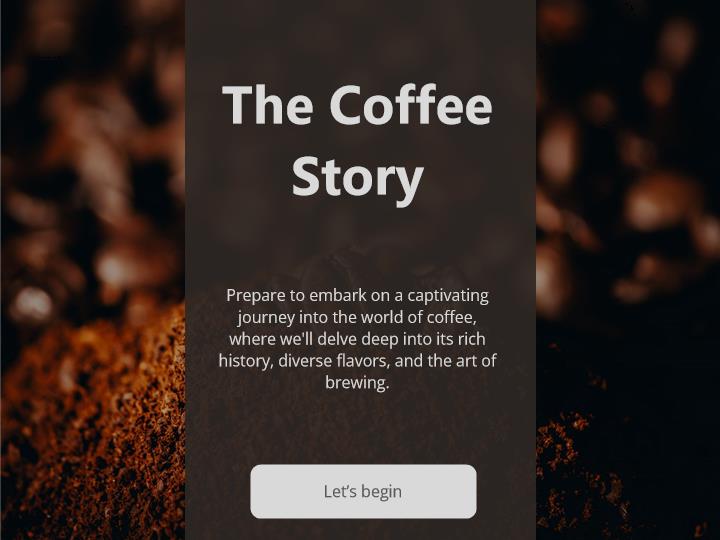 The Coffee
Story
Prepare to embark on a captivating
journey into the world of coffee,
where we'll delve deep into its rich
history, diverse flavors, and the art of
brewing.
Let’s begin